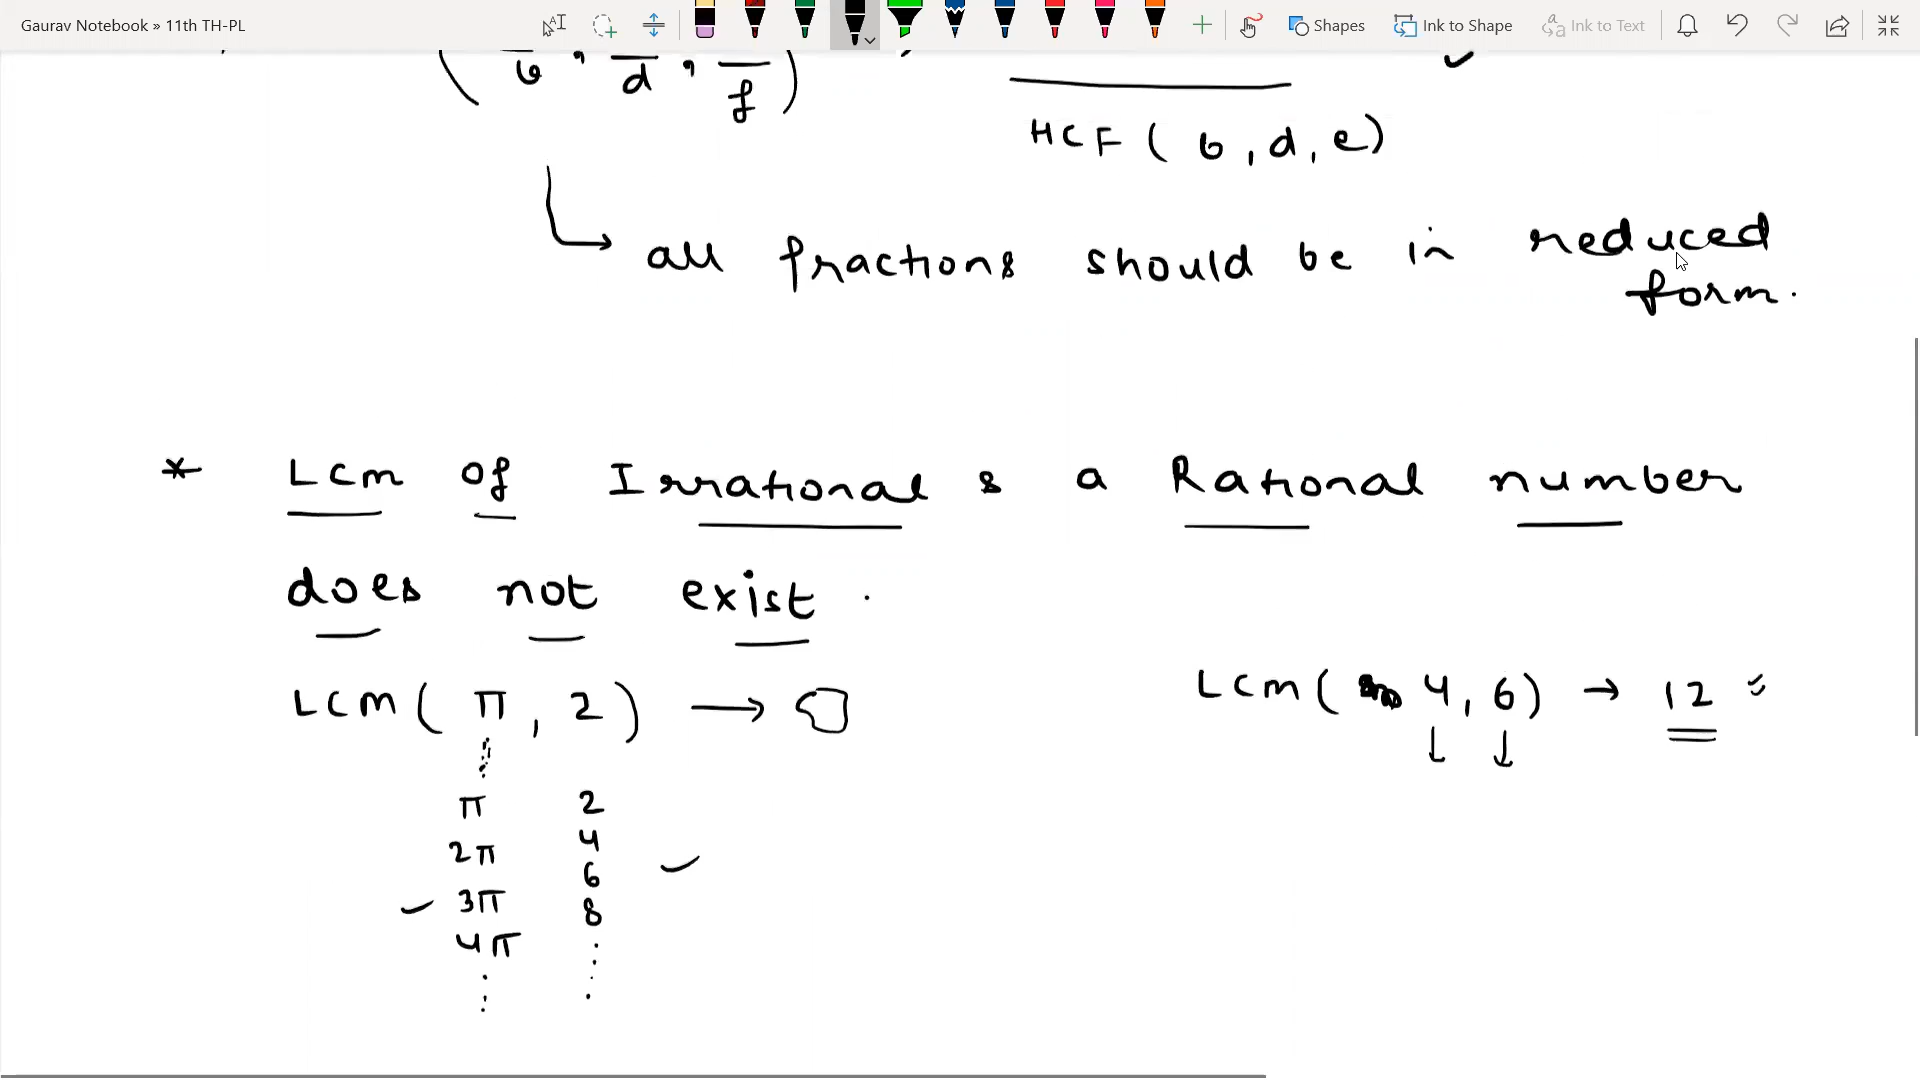 Gaurav Notebook » 11th TH-PL
Shapes Ink to Shape Ink to Text
( b , d , f )
HCF ( b , d , e )
all fractions should be in reduced
form.
* LCM of Irrational s a Rational number
does not exist .
LCM ( π , 2 ) →
LCM ( 4 , 6 ) → 12
π 2
2π 4
3π 6
4π 8